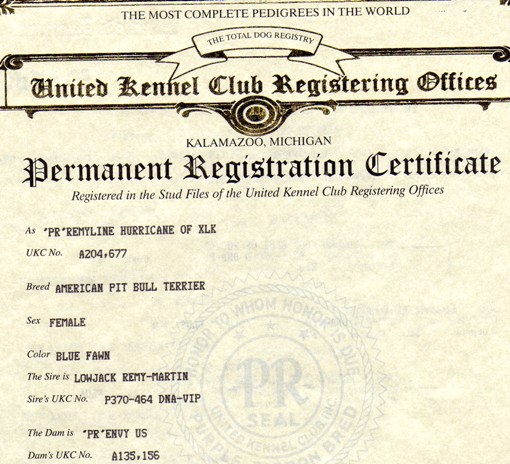 THE MOST COMPLETE PEDIGREES IN THE WORLD
THE TOTAL DOG REGISTRY
United Kennel Club Registering Offices
KALAMAZOO, MICHIGAN
Permanent Registration Certificate
Registered in the Stud Files of the United Kennel Club Registering Offices
As 'PR'REMYLINE HURRICANE OF XLK
UKC No. A204,677
Breed AMERICAN PIT BULL TERRIER
Sex FEMALE
Color BLUE FAWN
The Sire is LOWJACK REMY-MARTIN
Sire's UKC No. P370-464 DNA-VIP
The Dam is 'PR'ENVY US
Dam's UKC No. A135,156
HONOR TO WHOM HONOR IS DUE
PR
SEAL
UNITED KENNEL CLUB INC.
BRED